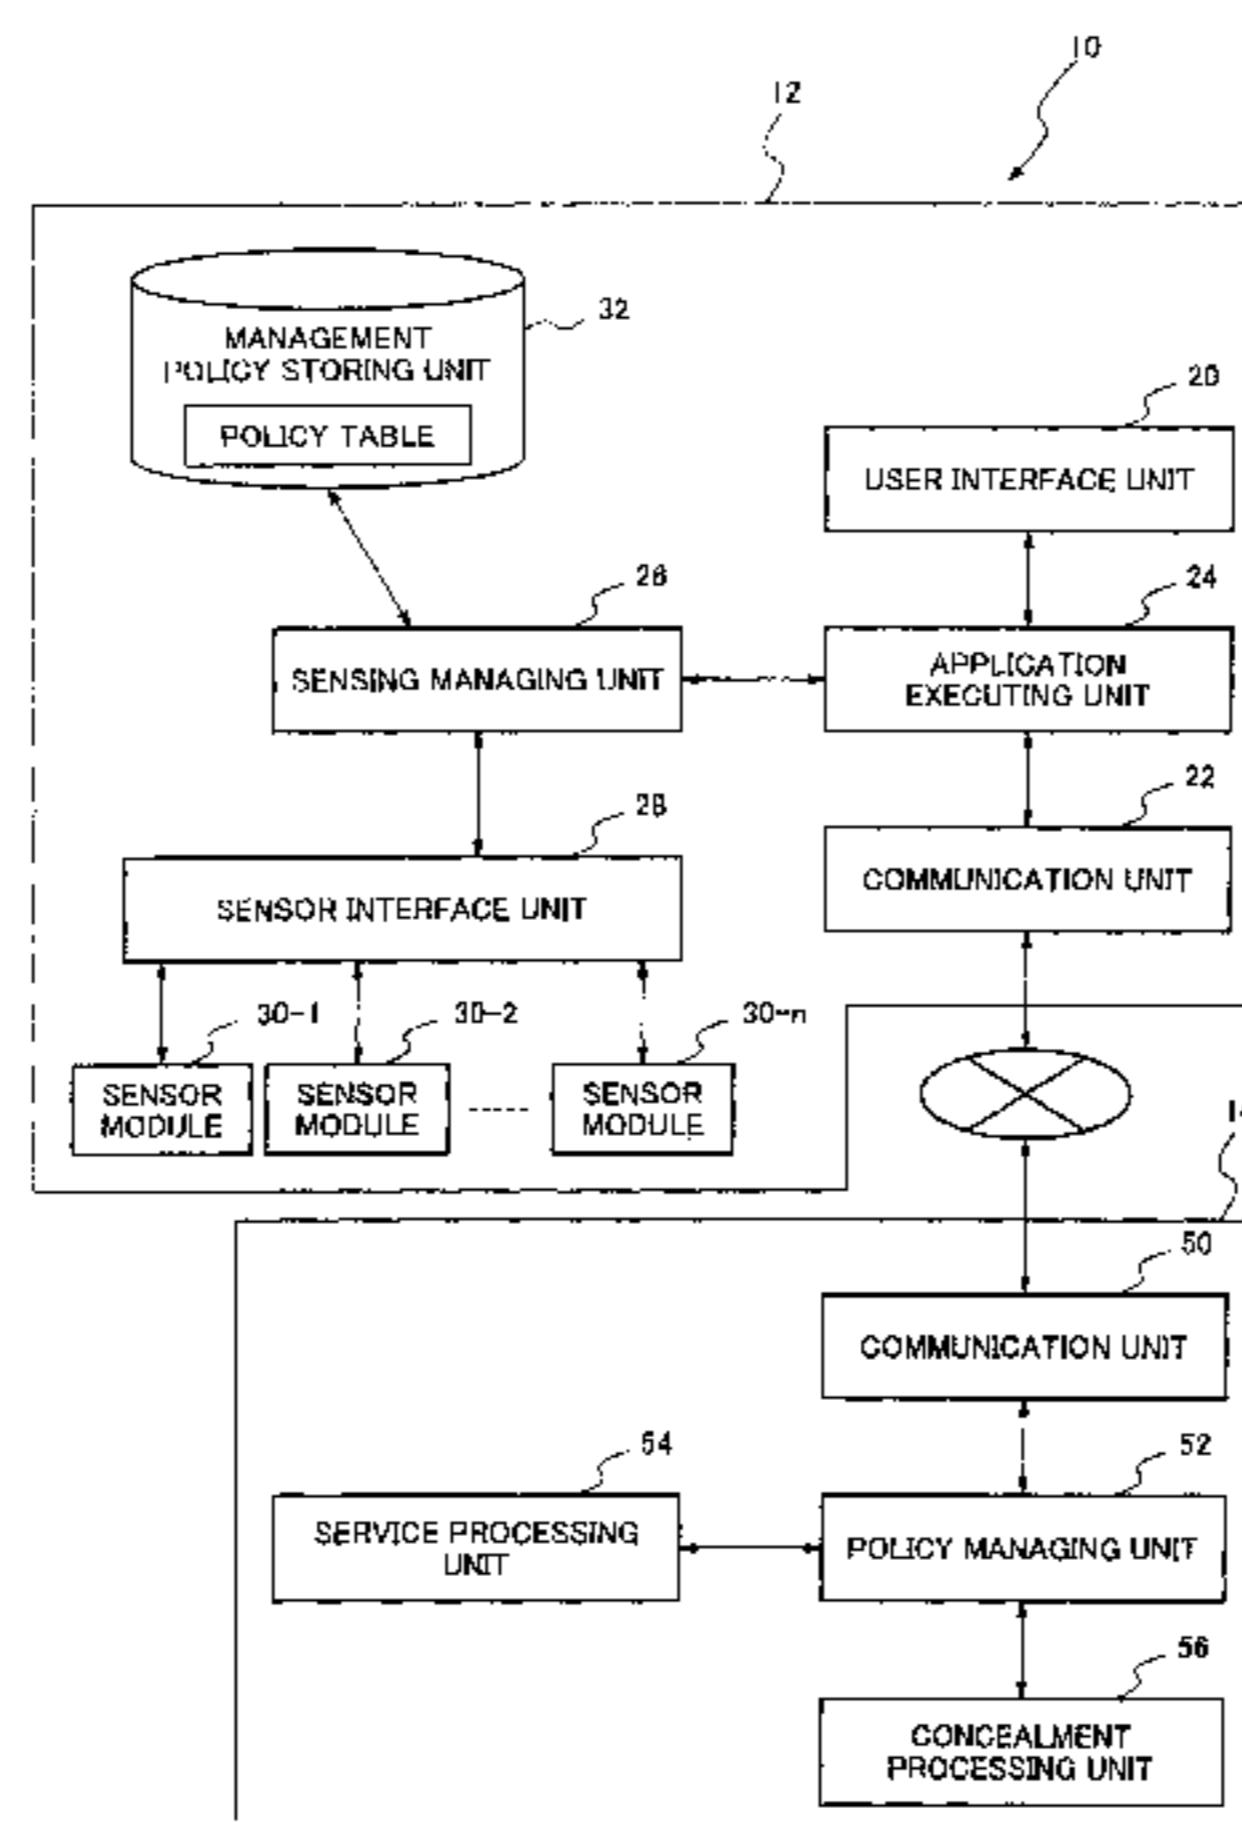 10
12
32
MANAGEMENT
POLICY STORING UNIT
POLICY TABLE
20
USER INTERFACE UNIT
26
SENSING MANAGING UNIT
24
APPLICATION
EXECUTING UNIT
22
COMMUNICATION UNIT
28
SENSOR INTERFACE UNIT
30-1
SENSOR
MODULE
30-2
SENSOR
MODULE
30-n
SENSOR
MODULE
50
COMMUNICATION UNIT
54
SERVICE PROCESSING
UNIT
52
POLICY MANAGING UNIT
56
CONCEALMENT
PROCESSING UNIT